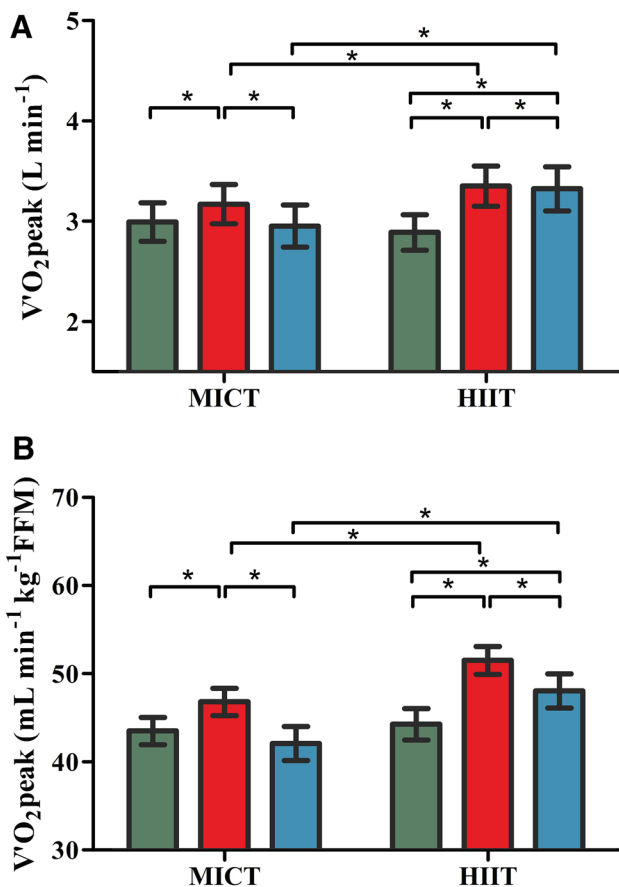 A
V'O₂peak (L min⁻¹)
5
4
3
2
* * * * * * *
MICT HIIT
B
V'O₂peak (mL min⁻¹ kg⁻¹FFM)
70
60
50
40
30
* * * * * * *
MICT HIIT